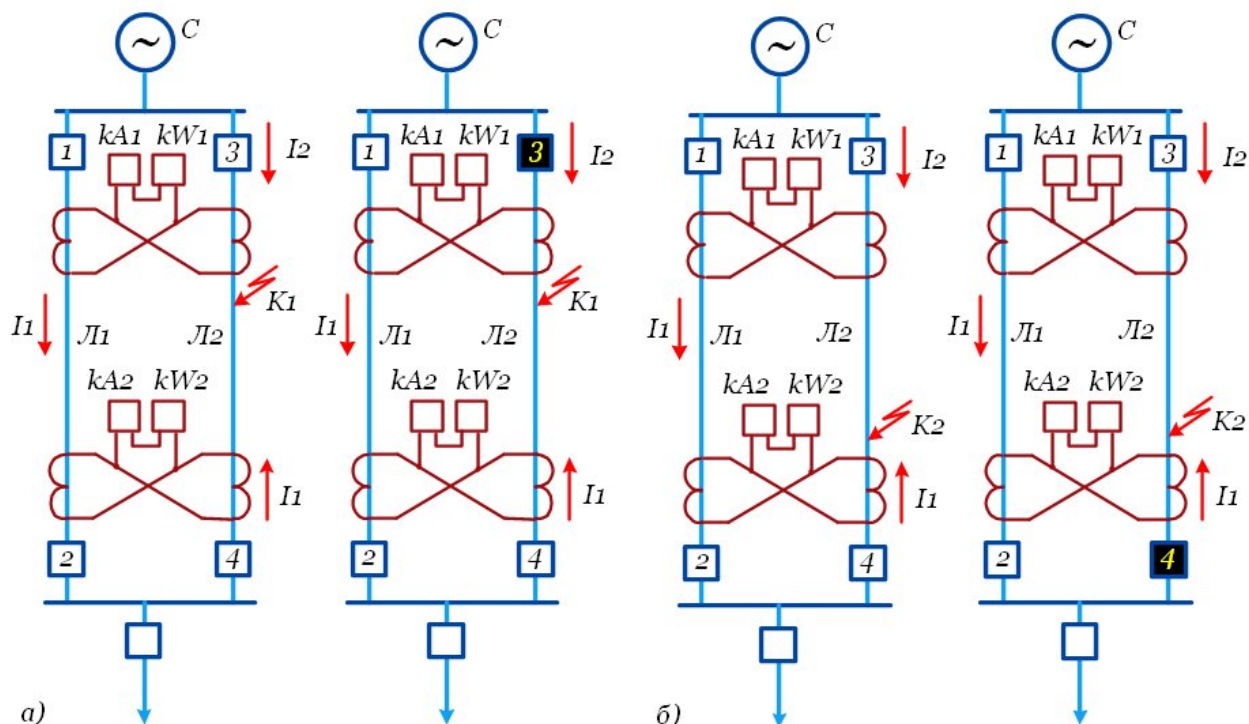 C C C C
kA1 kW1 kA1 kW1 kA1 kW1 kA1 kW1
1 3 I2 1 3 I2 1 3 I2 1 3 I2
K1 K1
I1 I1 I1 I1
Л1 Л2 Л1 Л2 Л1 Л2 Л1 Л2
kA2 kW2 kA2 kW2 kA2 kW2 kA2 kW2
K2 K2
I1 I1 I1 I1
2 4 2 4 2 4 2 4
а) б)